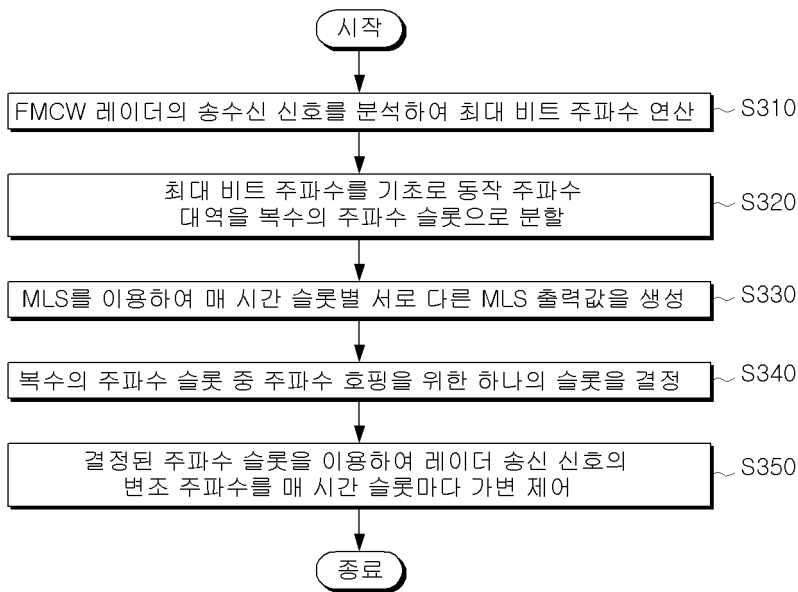 시작
FMCW 레이더의 송수신 신호를 분석하여 최대 비트 주파수 연산
S310
최대 비트 주파수를 기초로 동작 주파수
대역을 복수의 주파수 슬롯으로 분할
S320
MLS를 이용하여 매 시간 슬롯별 서로 다른 MLS 출력값을 생성
S330
복수의 주파수 슬롯 중 주파수 호핑을 위한 하나의 슬롯을 결정
S340
결정된 주파수 슬롯을 이용하여 레이더 송신 신호의
변조 주파수를 매 시간 슬롯마다 가변 제어
S350
종료